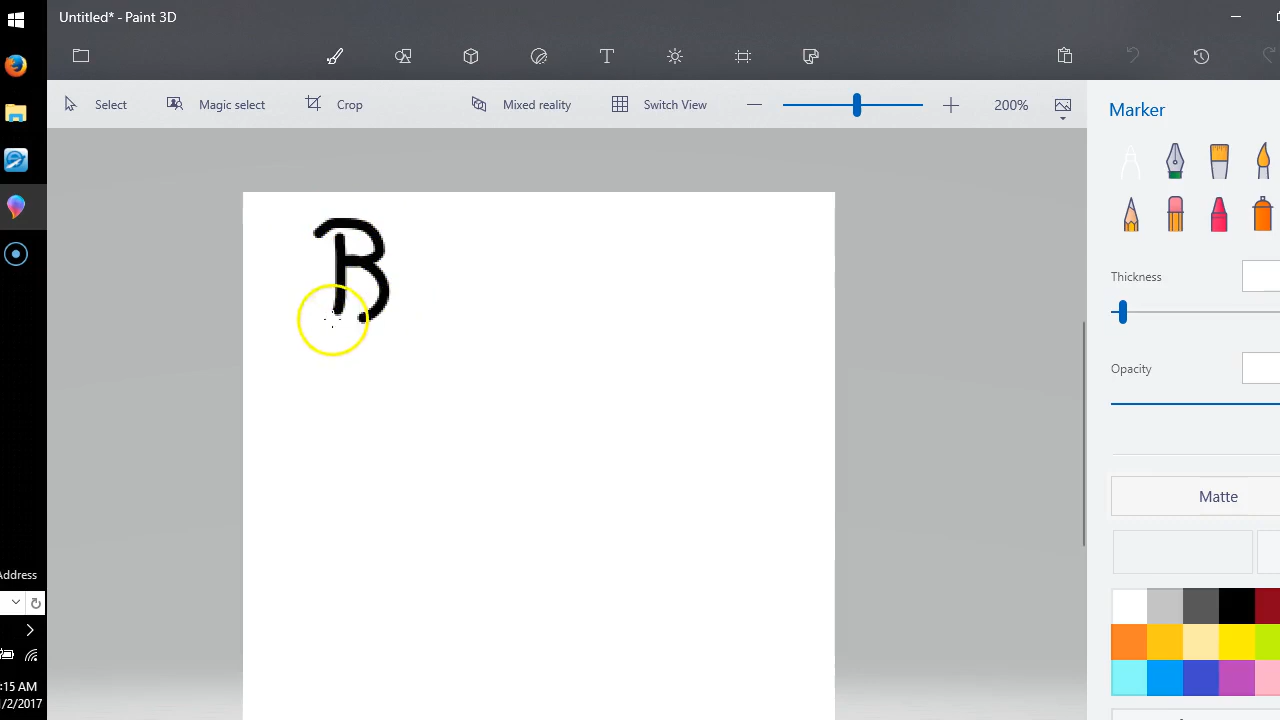 Untitled* - Paint 3D
Select Magic select Crop Mixed reality Switch View 200%
Marker
B
Thickness
Opacity
Matte
Address
:15 AM
1/2/2017